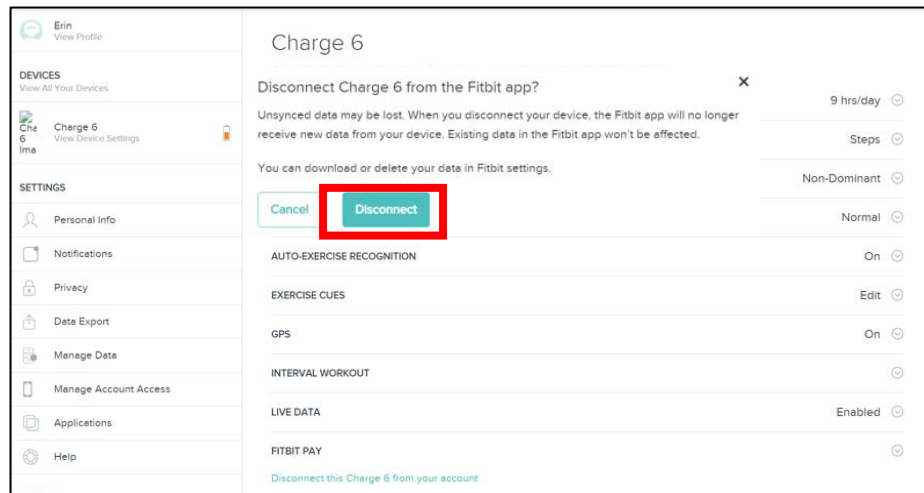 Erin
View Profile
DEVICES
View All Your Devices
Cha
6
Ima
Charge 6
View Device Settings
SETTINGS
Personal Info
Notifications
Privacy
Data Export
Manage Data
Manage Account Access
Applications
Help
Charge 6
Disconnect Charge 6 from the Fitbit app?
Unsynced data may be lost. When you disconnect your device, the Fitbit app will no longer
receive new data from your device. Existing data in the Fitbit app won't be affected.
You can download or delete your data in Fitbit settings.
Cancel Disconnect
9 hrs/day
Steps
Non-Dominant
Normal
AUTO-EXERCISE RECOGNITION On
EXERCISE CUES Edit
GPS On
INTERVAL WORKOUT
LIVE DATA Enabled
FITBIT PAY
Disconnect this Charge 6 from your account